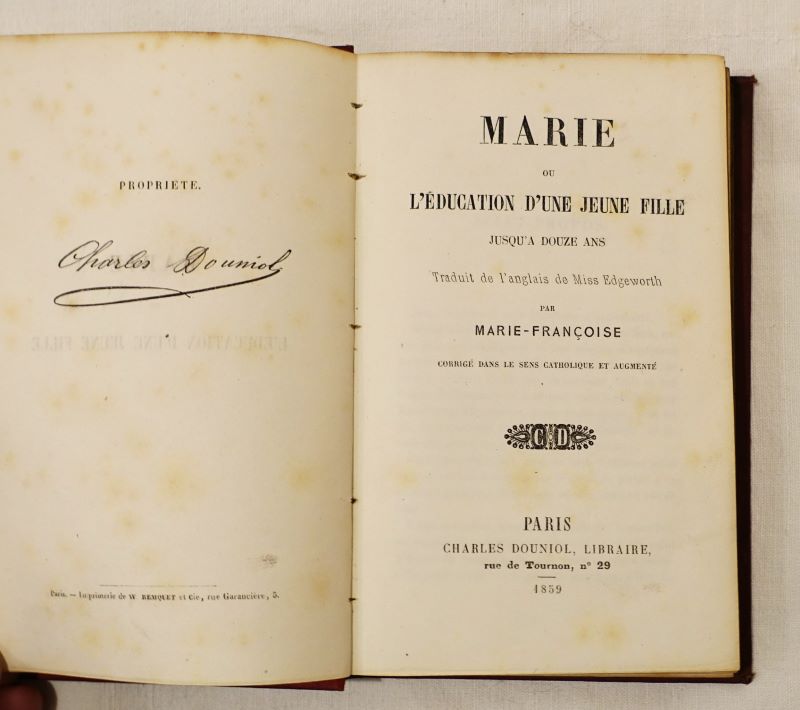 PROPRIETE.
Charles Douniol
Paris. — Imprimerie de W REMQUET et Cie, rue Garancière, 5.
MARIE
OU
L'ÉDUCATION D'UNE JEUNE FILLE
JUSQU'A DOUZE ANS
Traduit de l'anglais de Miss Edgeworth
PAR
MARIE-FRANÇOISE
CORRIGÉ DANS LE SENS CATHOLIQUE ET AUGMENTÉ
CD
PARIS
CHARLES DOUNIOL, LIBRAIRE,
rue de Tournon, n° 29
1859